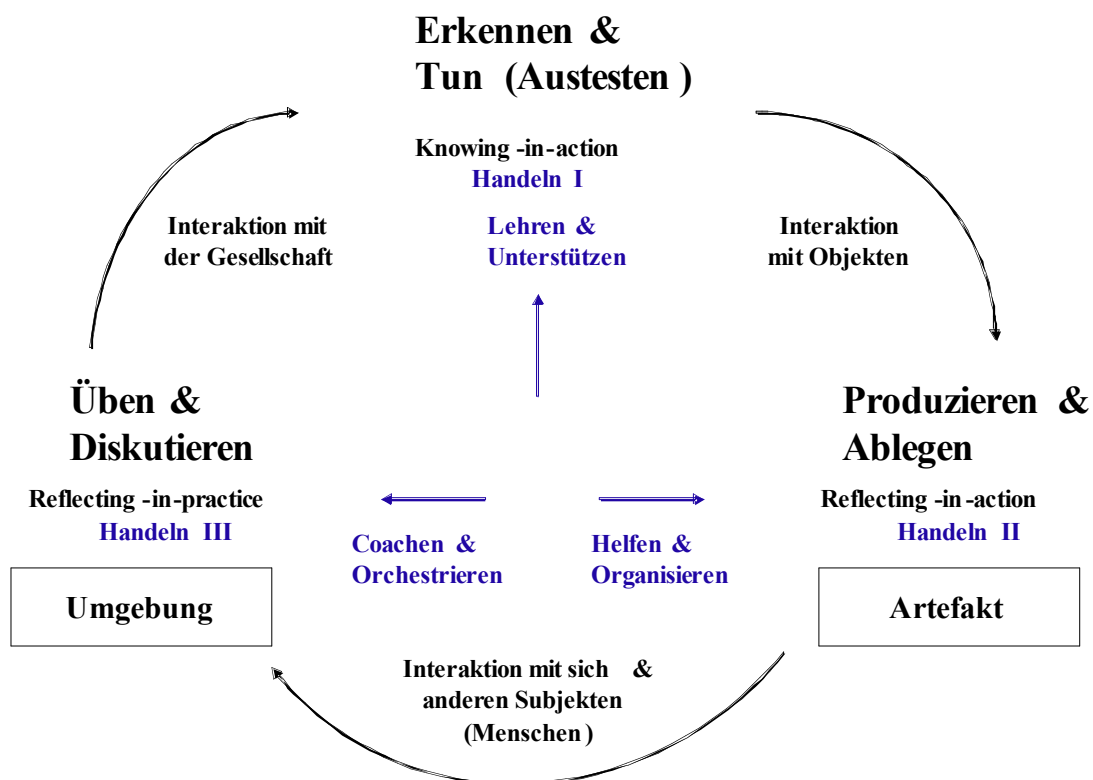 Erkennen &
Tun (Austesten )
Knowing -in-action
Handeln I
Interaktion mit
der Gesellschaft
Lehren &
Unterstützen
Interaktion
mit Objekten
Üben &
Diskutieren
Reflecting -in-practice
Handeln III
Umgebung
Produzieren &
Ablegen
Reflecting -in-action
Handeln II
Artefakt
Coachen &
Orchestrieren
Helfen &
Organisieren
Interaktion mit sich &
anderen Subjekten
(Menschen )